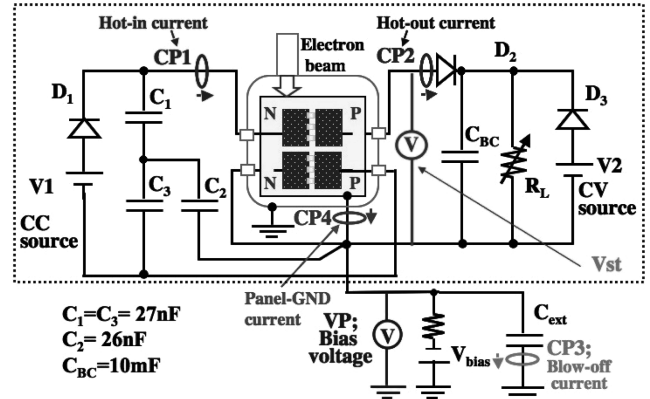 Hot-in current
CP1
Electron
beam
Hot-out current
CP2
D2
D1
C1
N
P
V
CBC
D3
V1
CC
source
C3
C2
N
P
RL
V2
CV
source
CP4
Vst
Panel-GND
current
C1=C3= 27nF
C2= 26nF
CBC=10mF
VP;
Bias
voltage
V
Vbias
Cext
CP3;
Blow-off
current